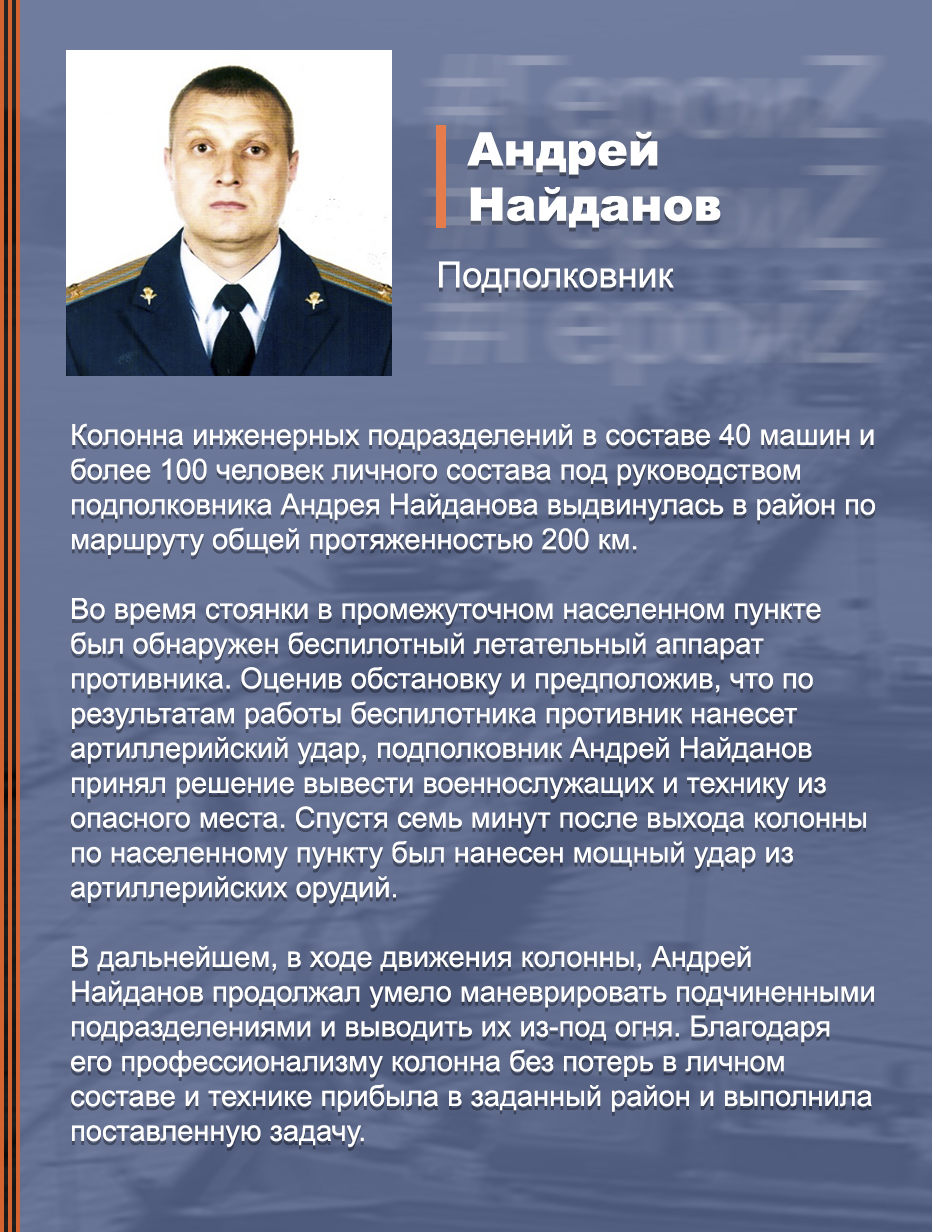 #ГероиZ
Андрей
#ГероиZ
Найданов
Подполковник
#ГероиZ
Колонна инженерных подразделений в составе 40 машин и
более 100 человек личного состава под руководством
подполковника Андрея Найданова выдвинулась в район по
маршруту общей протяженностью 200 км.
Во время стоянки в промежуточном населенном пункте
был обнаружен беспилотный летательный аппарат
противника. Оценив обстановку и предположив, что по
результатам работы беспилотника противник нанесет
артиллерийский удар, подполковник Андрей Найданов
принял решение вывести военнослужащих и технику из
опасного места. Спустя семь минут после выхода колонны
по населенному пункту был нанесен мощный удар из
артиллерийских орудий.
В дальнейшем, в ходе движения колонны, Андрей
Найданов продолжал умело маневрировать подчиненными
подразделениями и выводить их из-под огня. Благодаря
его профессионализму колонна без потерь в личном
составе и технике прибыла в заданный район и выполнила
поставленную задачу.